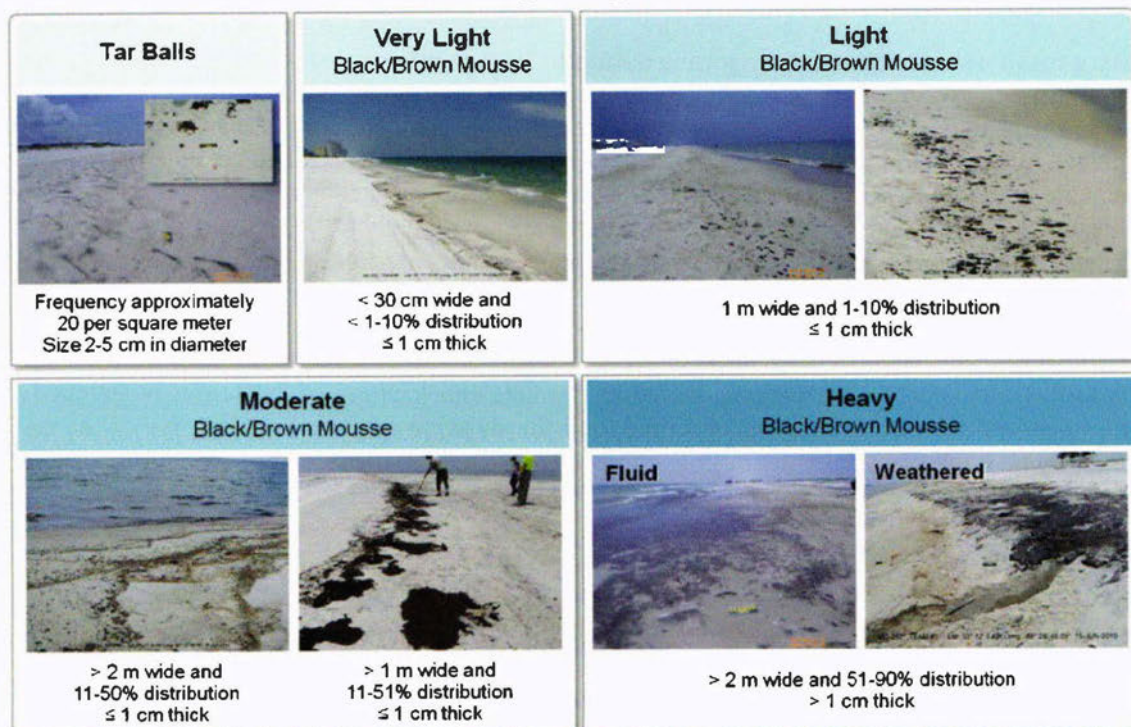 Tar Balls
Frequency approximately
20 per square meter
Size 2-5 cm in diameter
Very Light
Black/Brown Mousse
< 30 cm wide and
< 1-10% distribution
≤ 1 cm thick
Light
Black/Brown Mousse
1 m wide and 1-10% distribution
≤ 1 cm thick
Moderate
Black/Brown Mousse
> 2 m wide and
11-50% distribution
≤ 1 cm thick
> 1 m wide and
11-51% distribution
≤ 1 cm thick
Heavy
Black/Brown Mousse
Fluid
Weathered
> 2 m wide and 51-90% distribution
> 1 cm thick